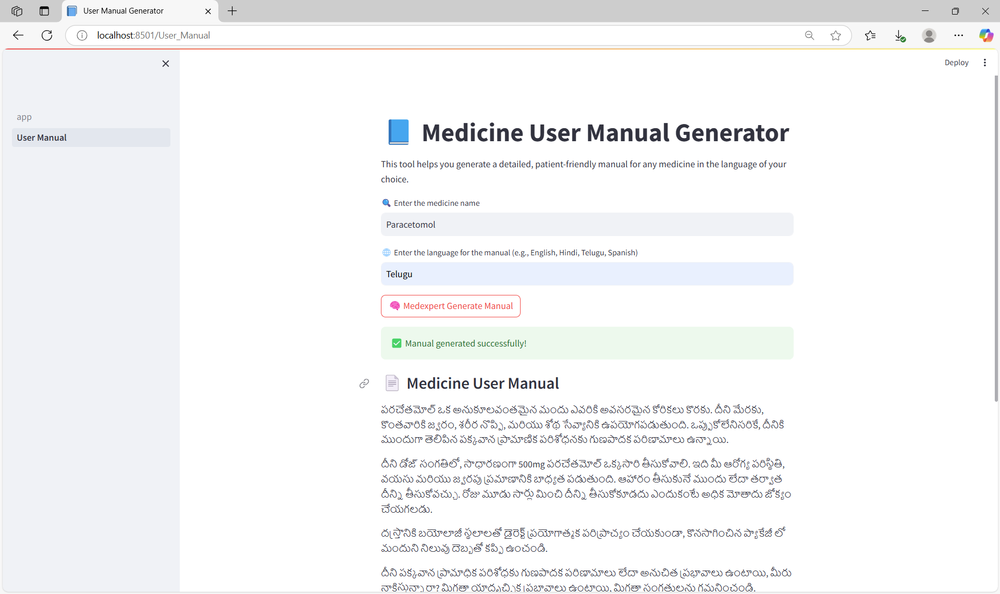 User Manual Generator
localhost:8501/User_Manual
Deploy
app
User Manual
Medicine User Manual Generator
This tool helps you generate a detailed, patient-friendly manual for any medicine in the language of your
choice.
Enter the medicine name
Paracetomol
Enter the language for the manual (e.g., English, Hindi, Telugu, Spanish)
Telugu
Medexpert Generate Manual
Manual generated successfully!
Medicine User Manual
పరచేతమోల్ ఒక అనుకూలవంతమైన మందు ఎవరికి అవసరమైన కోరికలు కొరకు. దీని మేరకు,
కొంతవారికి జ్వరం, శరీర నొప్పి, మరియు శోథ సేవ్యానికి ఉపయోగపడుతుంది. ఒప్పుకోలేనిసరికే, దీనికి
ముందుగా తెలిపిన పక్కవాన ప్రామాణిక పరిశోధనకు గుణపాదక పరిణామాలు ఉన్నాయి.
దీని డోజ్ సంగతిలో, సాధారణంగా 500mg పరచేతమోల్ ఒక్కసారి తీసుకోవాలి. ఇది మీ ఆరోగ్య పరిస్థితి,
వయసు మరియు జ్వరపు ప్రమాణానికి బాధ్యత పడుతుంది. ఆహారం తీసుకునే ముందు లేదా తర్వాత
దీన్ని తీసుకోవచ్చు. రోజు మూడు సార్లు మించి దీన్ని తీసుకోకూడదు ఎందుకంటే అధిక మోతాదు జోక్యం
చేయగలదు.
దస్త్రానికి బయోలాజీ స్థలాలతో డైరెక్ట్ ప్రయోగాత్మక పరిప్రాచ్యం చేయకుండా, కొనసాగించిన ప్యాకేజీ లో
మందుని నిలువు దెబ్బతో కప్పి ఉంచండి.
దీని పక్కవాన ప్రామాధిక పరిశోధకు గుణపాదక పరిణామాలు లేదా అనుచిత ప్రభావాలు ఉంటాయి, మీరు
నాకిస్తున్నారా? మిగతా యాదృచ్ఛిక ప్రభావాలు ఉంటాయి, మిగతా సంగతులను గమనించండి.